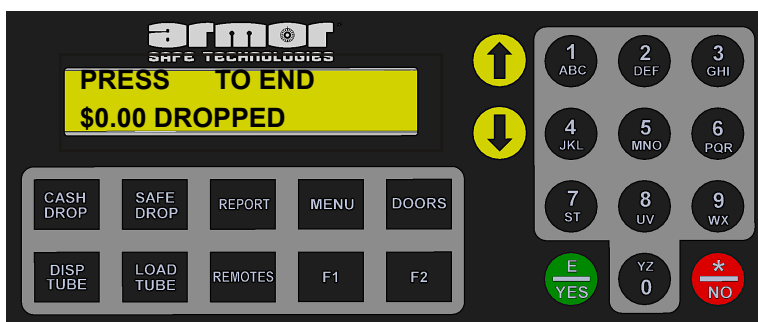 armor
SAFE TECHNOLOGIES
PRESS TO END
$0.00 DROPPED
CASH DROP
SAFE DROP
REPORT
MENU
DOORS
DISP TUBE
LOAD TUBE
REMOTES
F1
F2
1
ABC
2
DEF
3
GHI
4
JKL
5
MNO
6
PQR
7
ST
8
UV
9
WX
E
YES
YZ
0
*
NO